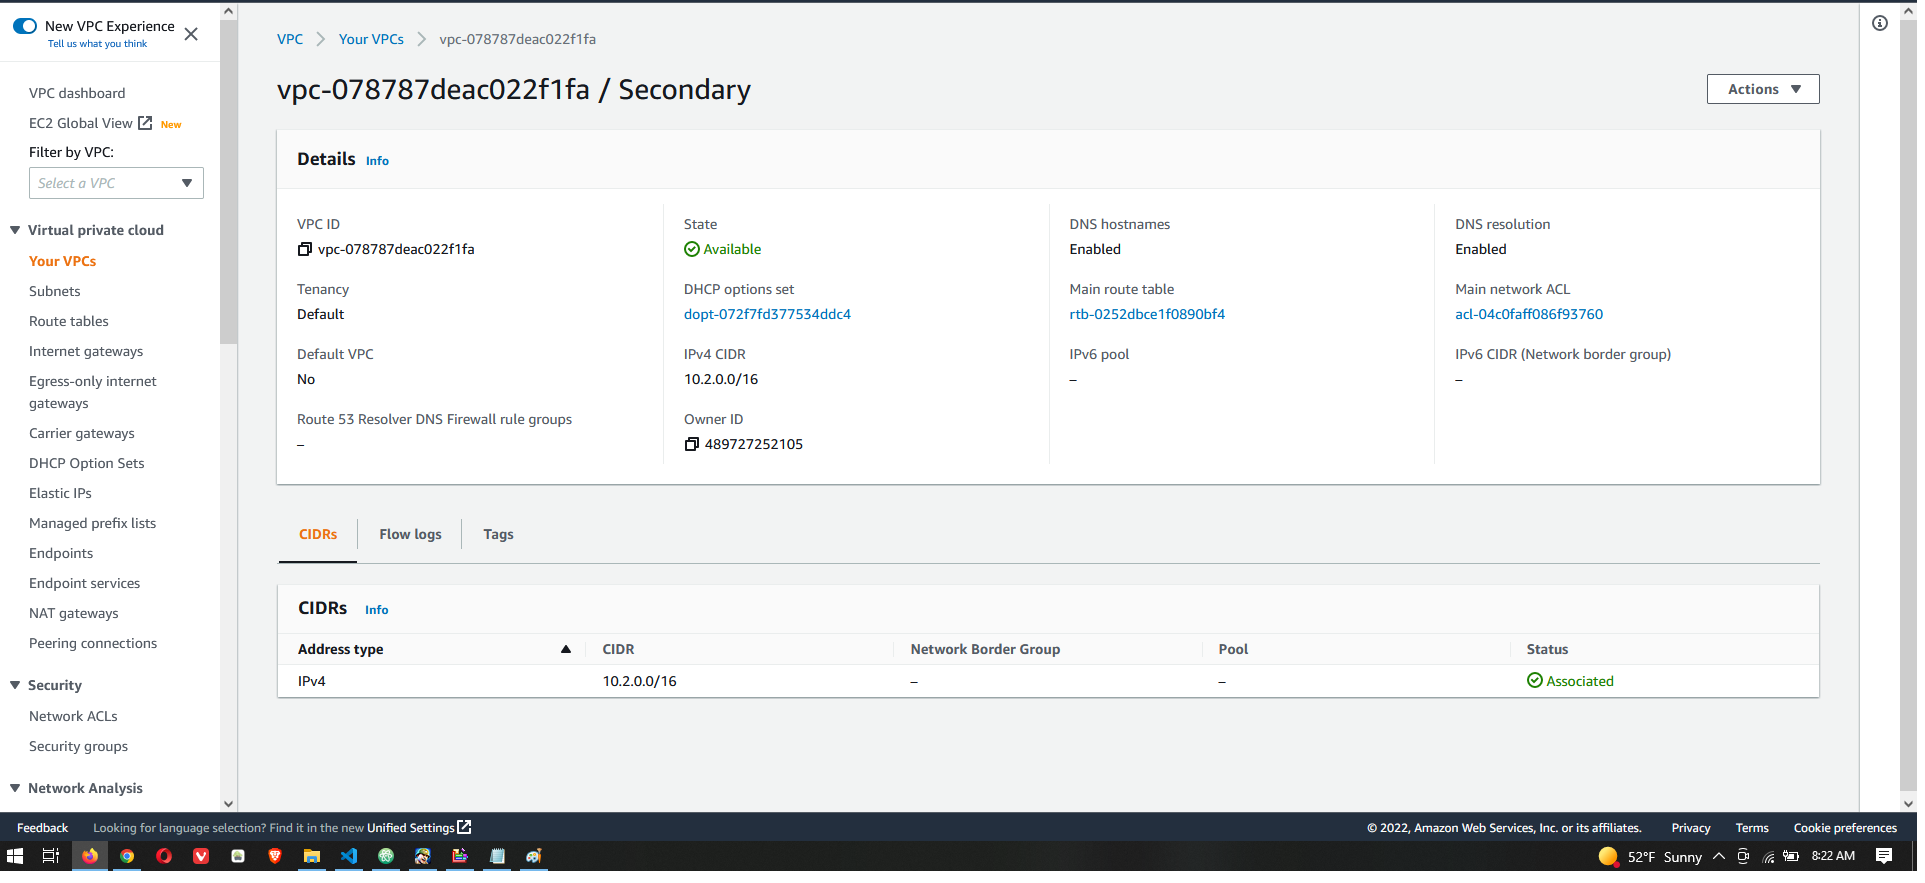 New VPC Experience
Tell us what you think
VPC dashboard
EC2 Global View New
Filter by VPC:
Select a VPC
Virtual private cloud
Your VPCs
Subnets
Route tables
Internet gateways
Egress-only internet
gateways
Carrier gateways
DHCP Option Sets
Elastic IPs
Managed prefix lists
Endpoints
Endpoint services
NAT gateways
Peering connections
Security
Network ACLs
Security groups
Network Analysis
VPC Your VPCs vpc-078787deac022f1fa
vpc-078787deac022f1fa / Secondary
Actions
Details Info
VPC ID State DNS hostnames DNS resolution
vpc-078787deac022f1fa Available Enabled Enabled
Tenancy DHCP options set Main route table Main network ACL
Default dopt-072f7fd377534ddc4 rtb-0252dbce1f0890bf4 acl-04c0faff086f93760
Default VPC IPv4 CIDR IPv6 pool IPv6 CIDR (Network border group)
No 10.2.0.0/16 – –
Route 53 Resolver DNS Firewall rule groups Owner ID
– 489727252105
CIDRs Flow logs Tags
CIDRs Info
Address type CIDR Network Border Group Pool Status
IPv4 10.2.0.0/16 – – Associated
Feedback Looking for language selection? Find it in the new Unified Settings © 2022, Amazon Web Services, Inc. or its affiliates. Privacy Terms Cookie preferences
52°F Sunny 8:22 AM